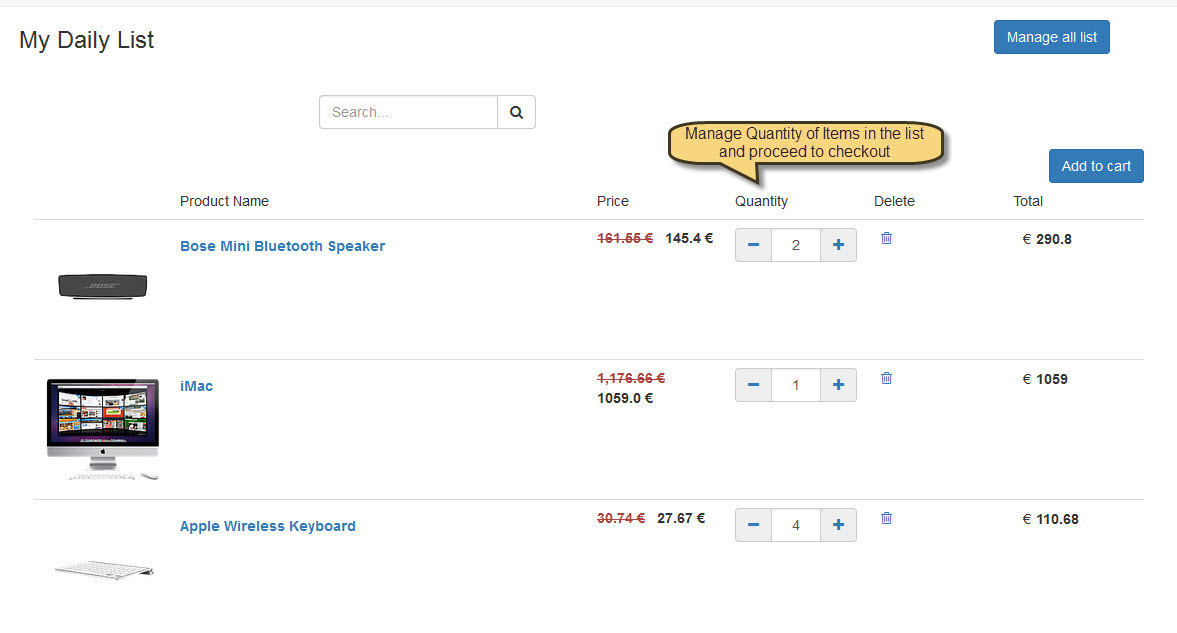 My Daily List
Manage all list
Search...
Manage Quantity of Items in the list
and proceed to checkout
Add to cart
Product Name Price Quantity Delete Total
Bose Mini Bluetooth Speaker 161.55 € 145.4 € 2 € 290.8
BOSE
iMac 1,176.66 € 1 € 1059
1059.0 €
Apple Wireless Keyboard 30.74 € 27.67 € 4 € 110.68